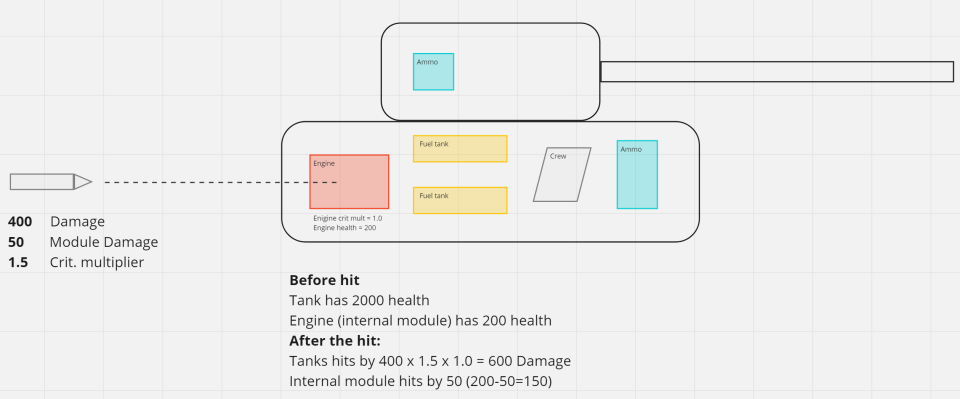 Ammo
Fuel tank
Crew
Ammo
Engine
Fuel tank
Enigine crit mult = 1.0
Engine health = 200
400 Damage
50 Module Damage
1.5 Crit. multiplier
Before hit
Tank has 2000 health
Engine (internal module) has 200 health
After the hit:
Tanks hits by 400 x 1.5 x 1.0 = 600 Damage
Internal module hits by 50 (200-50=150)